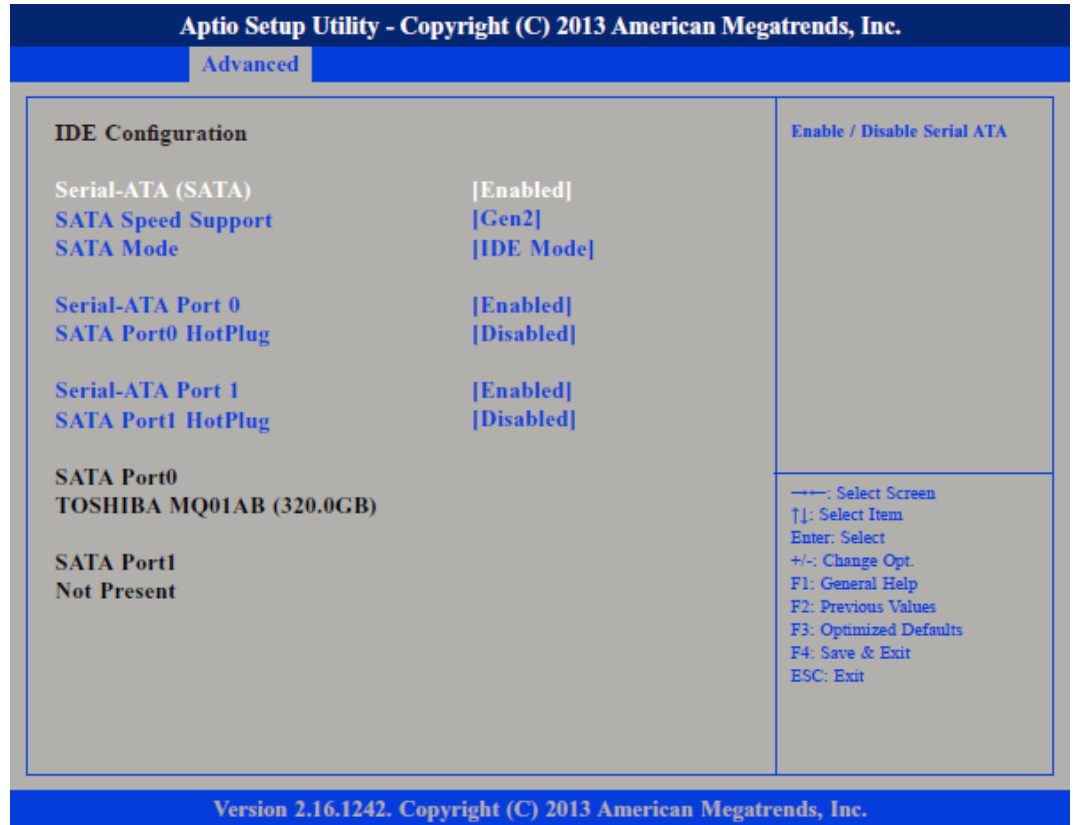 Aptio Setup Utility - Copyright (C) 2013 American Megatrends, Inc.
Advanced
IDE Configuration
Serial-ATA (SATA) [Enabled]
SATA Speed Support [Gen2]
SATA Mode [IDE Mode]
Serial-ATA Port 0 [Enabled]
SATA Port0 HotPlug [Disabled]
Serial-ATA Port 1 [Enabled]
SATA Port1 HotPlug [Disabled]
SATA Port0
TOSHIBA MQ01AB (320.0GB)
SATA Port1
Not Present
Enable / Disable Serial ATA
→←: Select Screen
↑↓: Select Item
Enter: Select
+/-: Change Opt.
F1: General Help
F2: Previous Values
F3: Optimized Defaults
F4: Save & Exit
ESC: Exit
Version 2.16.1242. Copyright (C) 2013 American Megatrends, Inc.